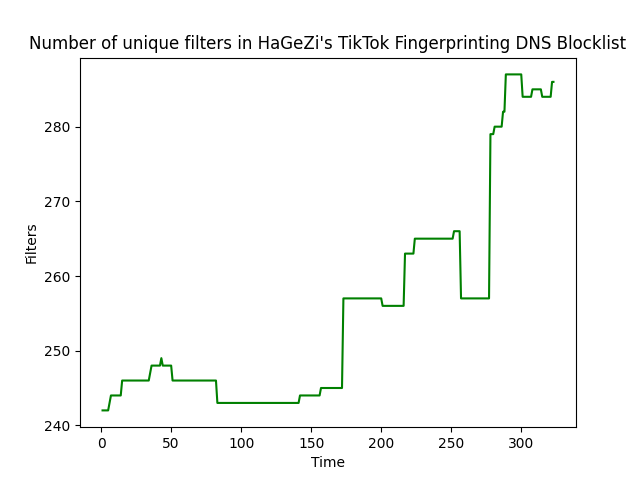 Number of unique filters in HaGeZi's TikTok Fingerprinting DNS Blocklist
280
270
260
250
240
Filters
0 50 100 150 200 250 300
Time